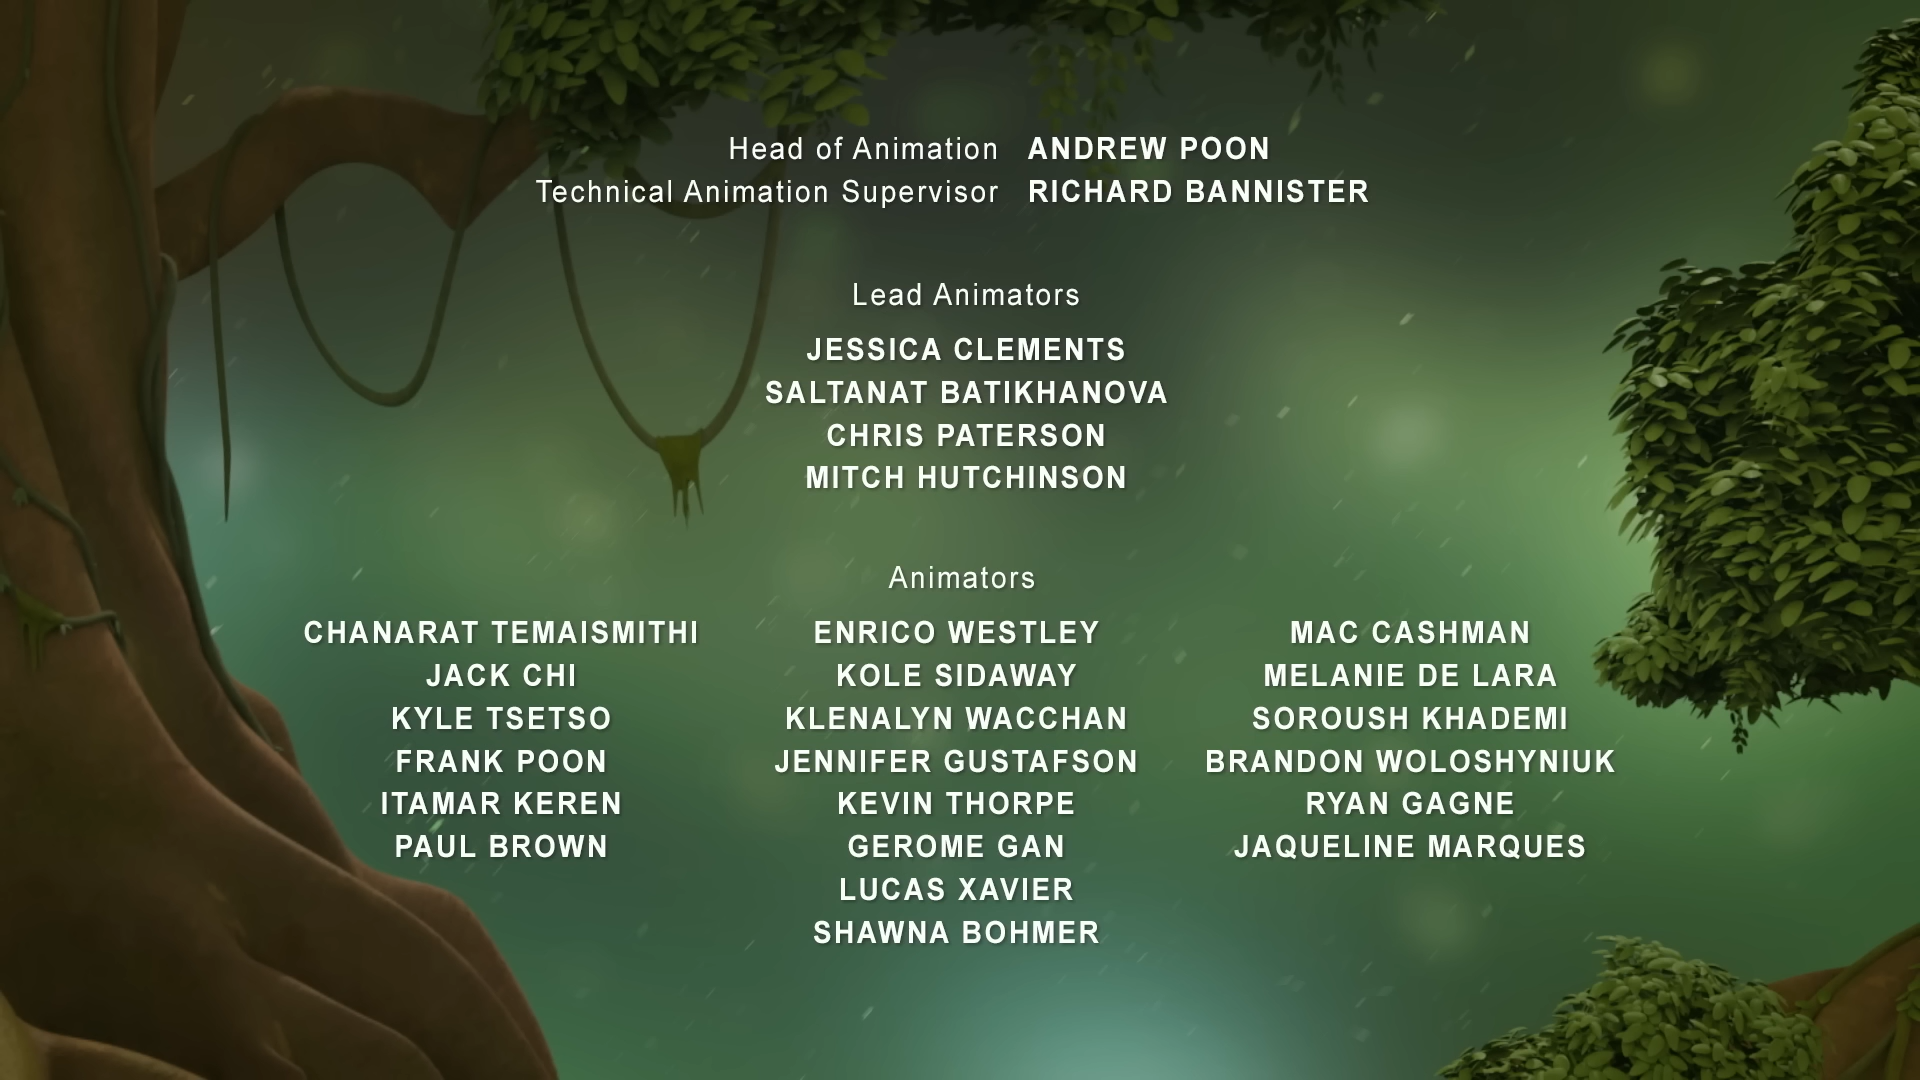 Head of Animation ANDREW POON
Technical Animation Supervisor RICHARD BANNISTER
Lead Animators
JESSICA CLEMENTS
SALTANAT BATIKHANOVA
CHRIS PATERSON
MITCH HUTCHINSON
Animators
CHANARAT TEMAISMITHI
JACK CHI
KYLE TSETSO
FRANK POON
ITAMAR KEREN
PAUL BROWN
ENRICO WESTLEY
KOLE SIDAWAY
KLENALYN WACCHAN
JENNIFER GUSTAFSON
KEVIN THORPE
GEROME GAN
LUCAS XAVIER
SHAWNA BOHMER
MAC CASHMAN
MELANIE DE LARA
SOROUSH KHADEMI
BRANDON WOLOSHYNIUK
RYAN GAGNE
JAQUELINE MARQUES